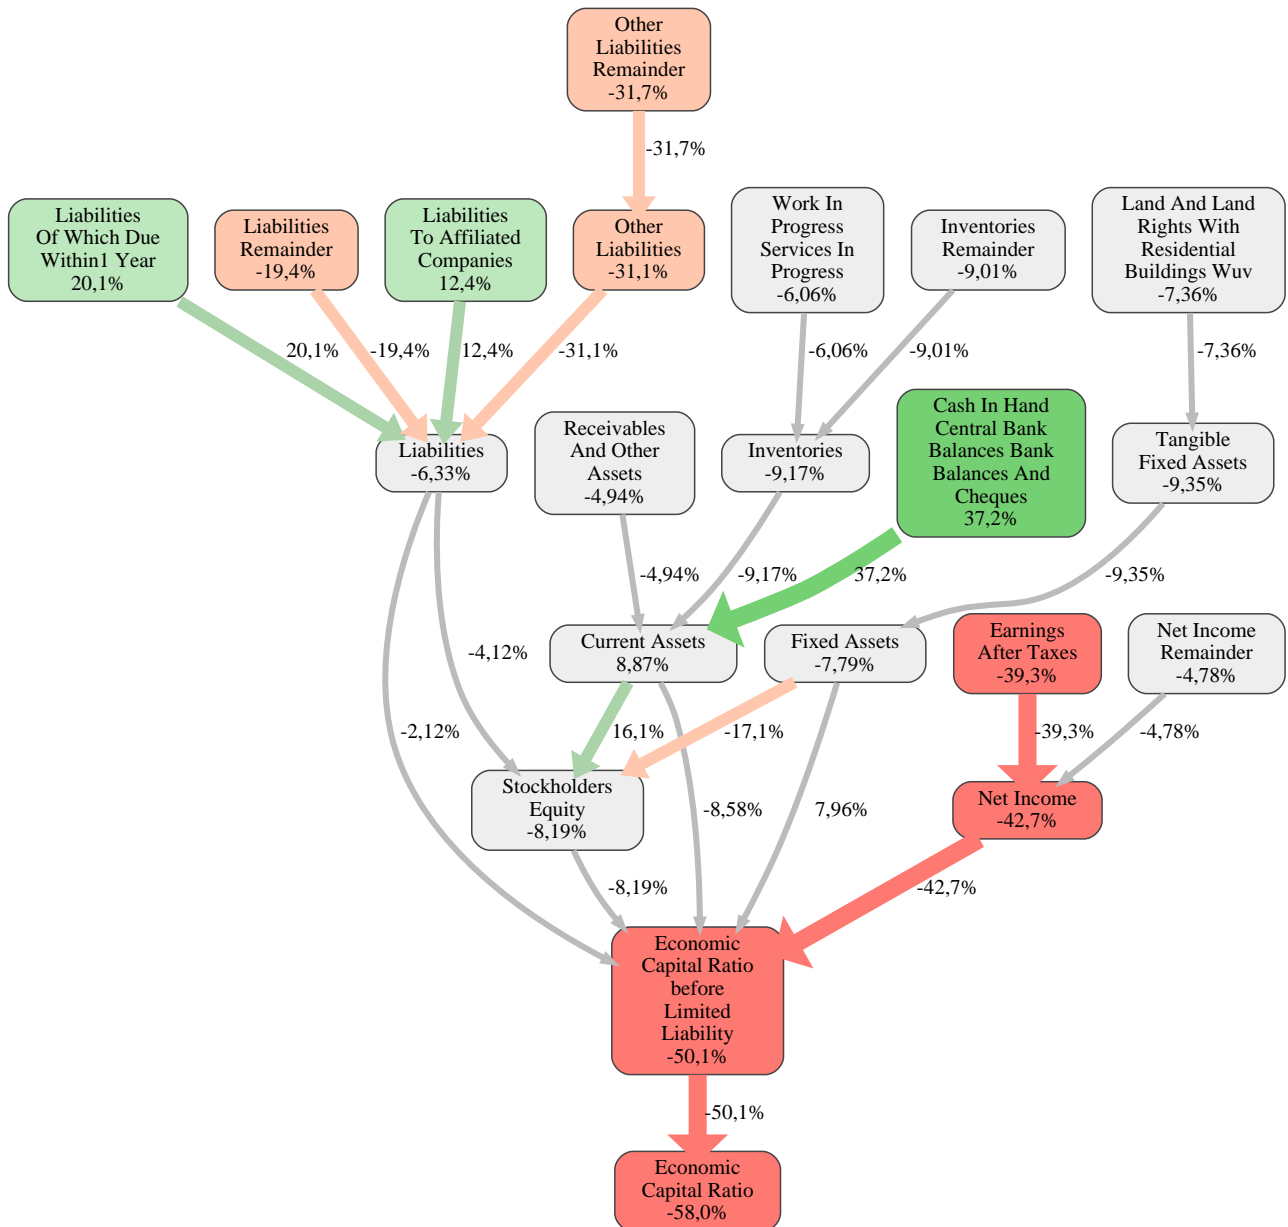 Other
Liabilities
Remainder
-31,7%
-31,7%
Liabilities
Of Which Due
Within1 Year
20,1%
Liabilities
Remainder
-19,4%
Liabilities
To Affiliated
Companies
12,4%
Other
Liabilities
-31,1%
Work In
Progress
Services In
Progress
-6,06%
Inventories
Remainder
-9,01%
Land And Land
Rights With
Residential
Buildings Wuv
-7,36%
20,1%
-19,4%
12,4%
-31,1%
-6,06%
-9,01%
-7,36%
Liabilities
-6,33%
Receivables
And Other
Assets
-4,94%
Inventories
-9,17%
Cash In Hand
Central Bank
Balances Bank
Balances And
Cheques
37,2%
Tangible
Fixed Assets
-9,35%
-4,94%
-9,17%
37,2%
-9,35%
-4,12%
Current Assets
8,87%
Fixed Assets
-7,79%
Earnings
After Taxes
-39,3%
Net Income
Remainder
-4,78%
-2,12%
16,1%
-17,1%
-39,3%
-4,78%
Stockholders
Equity
-8,19%
-8,58%
7,96%
Net Income
-42,7%
-8,19%
-42,7%
Economic
Capital Ratio
before
Limited
Liability
-50,1%
-50,1%
Economic
Capital Ratio
-58,0%